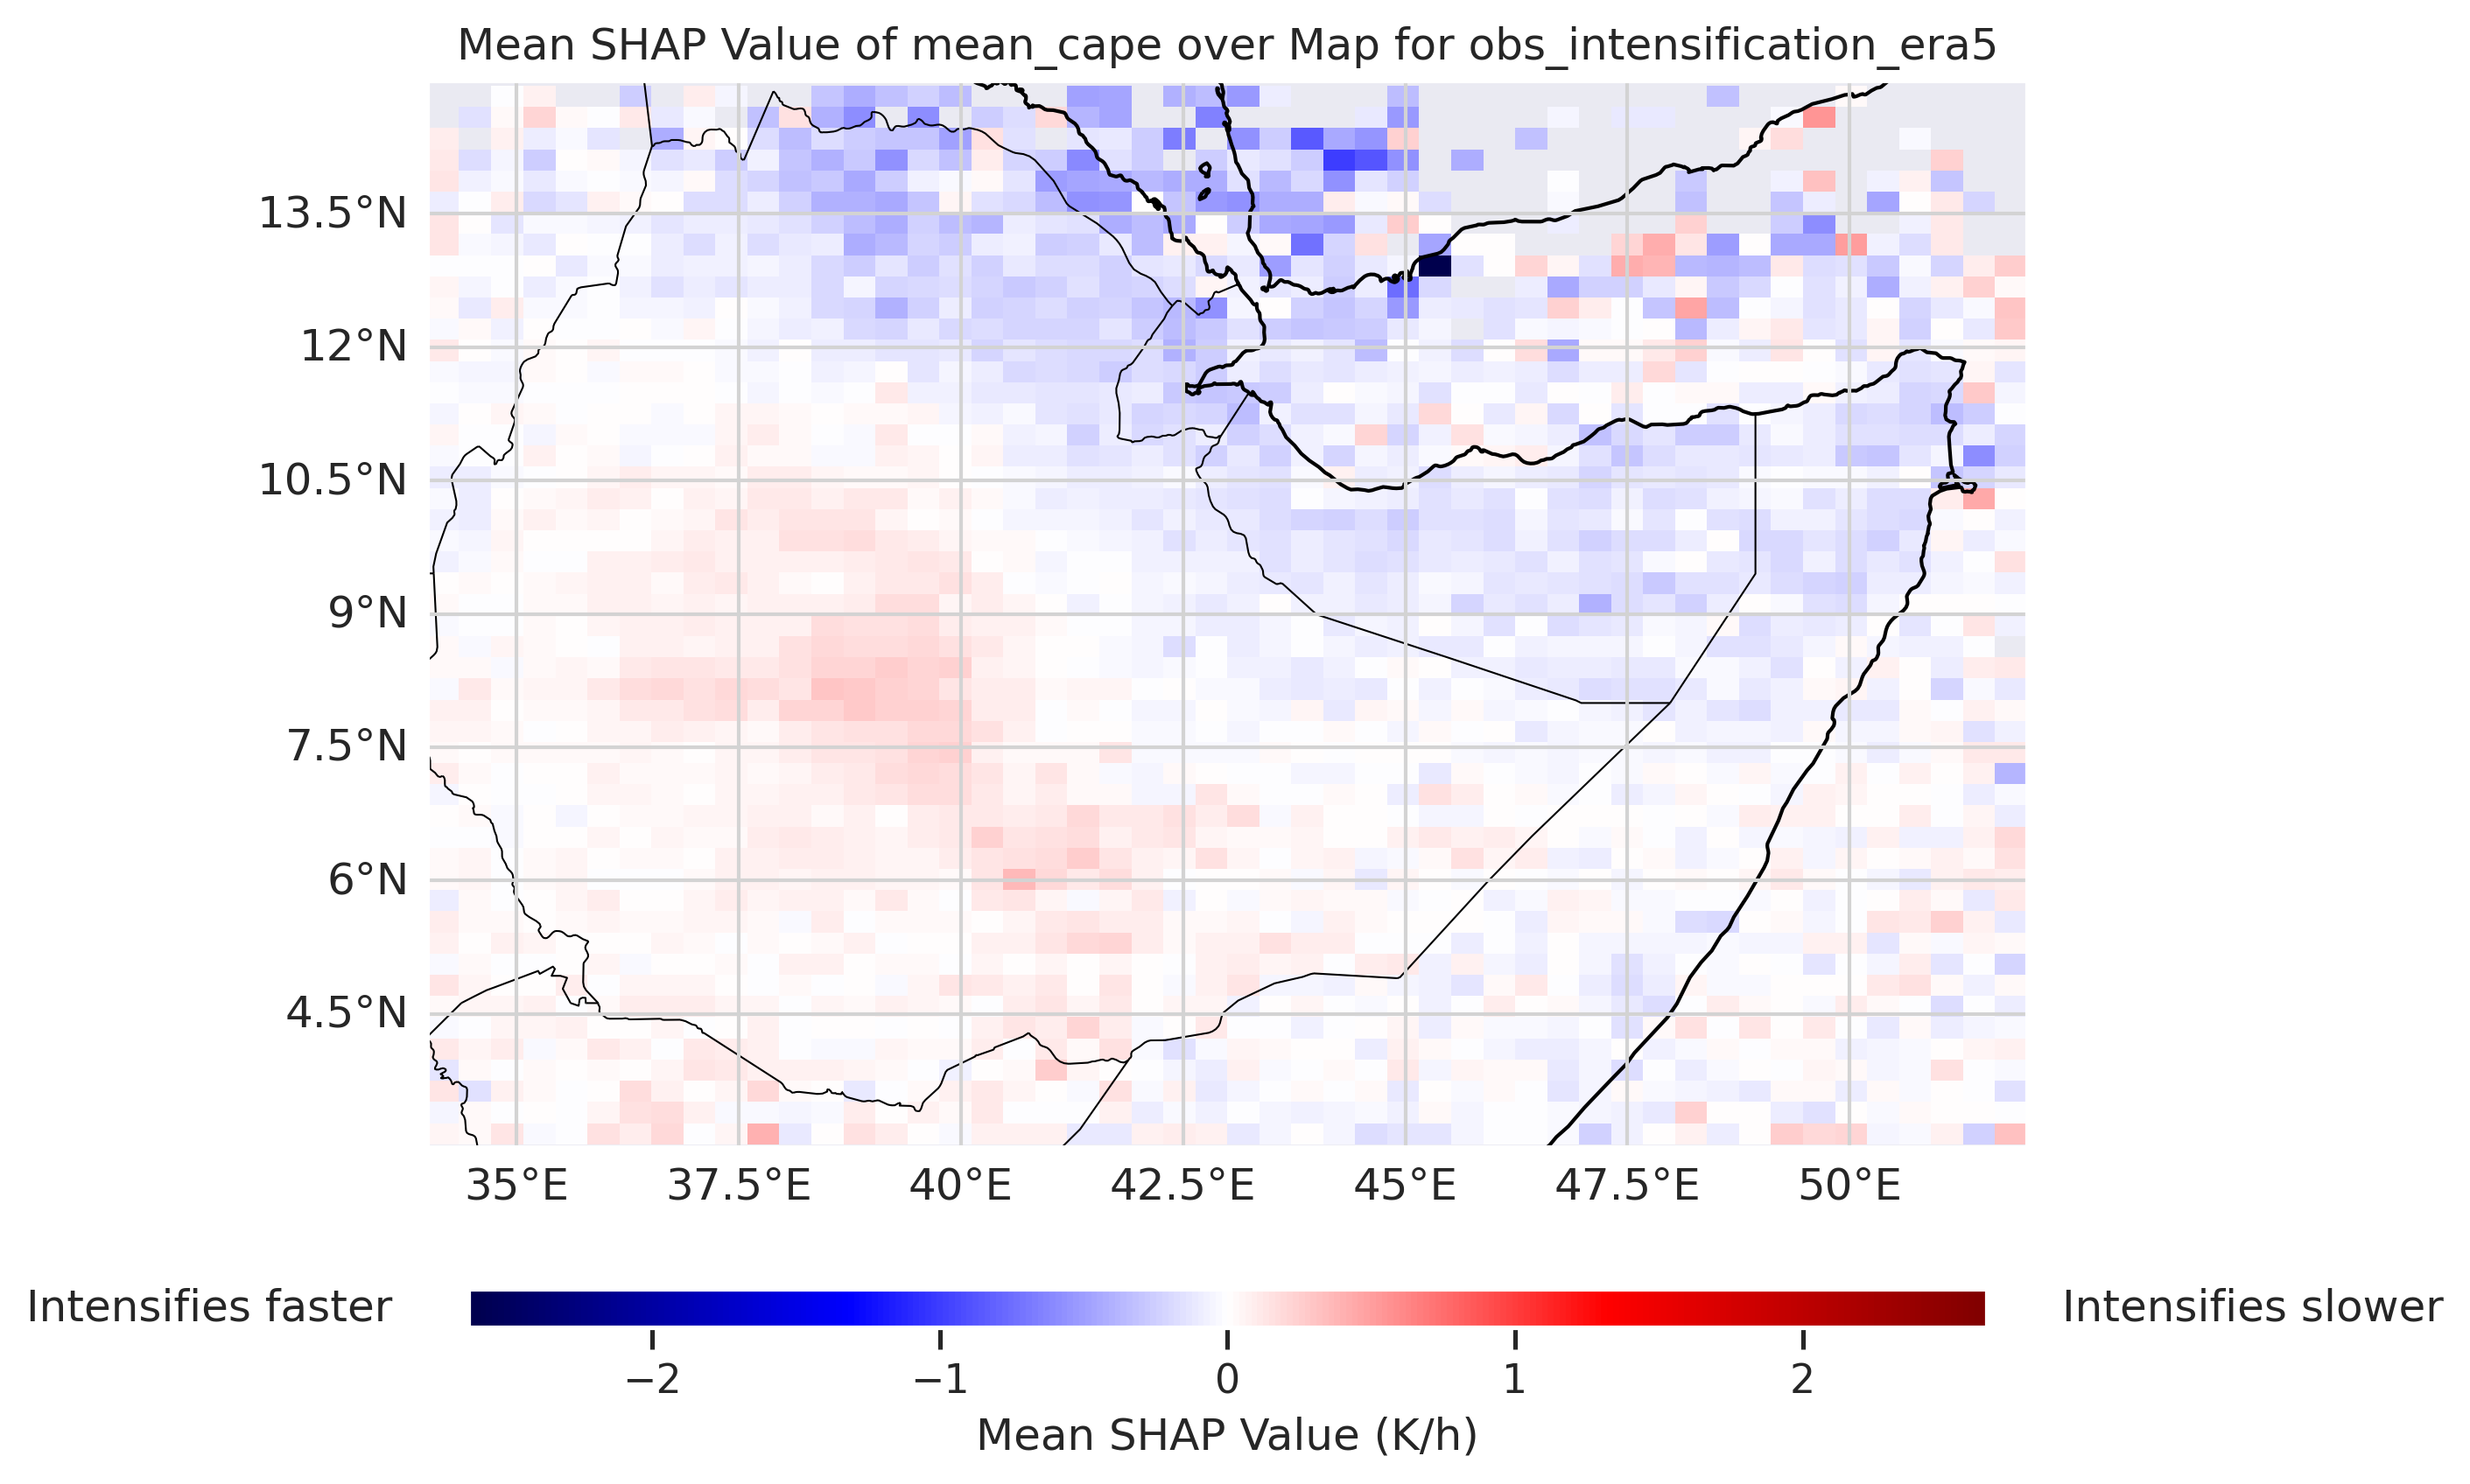 Mean SHAP Value of mean_cape over Map for obs_intensification_era5
13.5°N
12°N
10.5°N
9°N
7.5°N
6°N
4.5°N
35°E 37.5°E 40°E 42.5°E 45°E 47.5°E 50°E
Intensifies faster Intensifies slower
−2 −1 0 1 2
Mean SHAP Value (K/h)